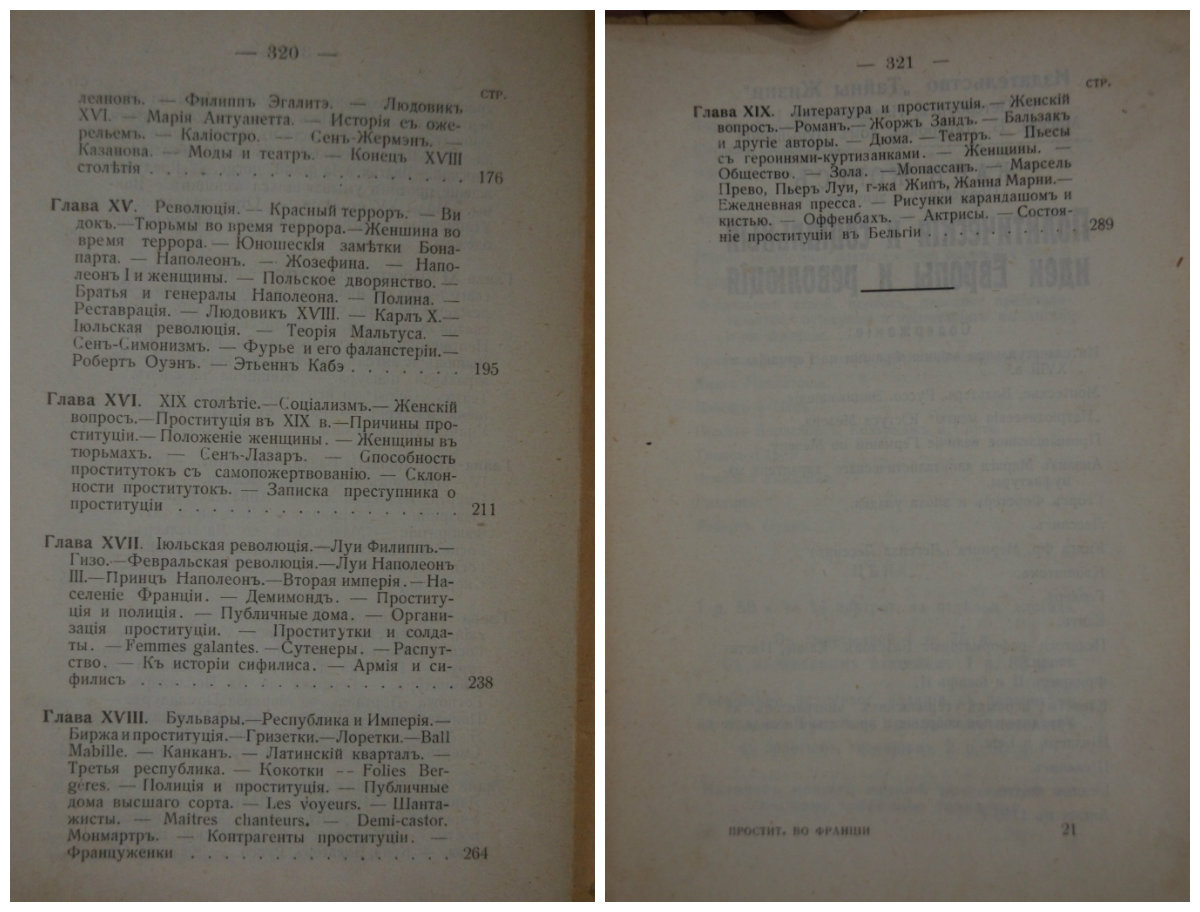 — 320 —
СТР.
леановъ. — Филиппъ Эгалитэ. — Людовикъ
XVI. — Марія Антуанетта. — Исторія съ оже-
рельемъ. — Каліостро. — Сенъ-Жермэнъ. —
Казанова. — Моды и театръ. — Конецъ XVIII
столѣтія . . . . . . . . . . . . . . . . 176
Глава XV. Революція. — Красный терроръ. — Ви
докъ.—Тюрьмы во время террора.—Женщина во
время террора. — Юношескія замѣтки Бона-
парта. — Наполеонъ. — Жозефина. — Напо-
леонъ I и женщины. — Польское дворянство. —
Братья и генералы Наполеона. — Полина. —
Реставрація. — Людовикъ XVIII. — Карлъ X.—
Іюльская революція. — Теорія Мальтуса. —
Сенъ-Симонизмъ. — Фурье и его фаланстеріи.—
Робертъ Оуэнъ. — Этьеннъ Кабэ . . . . . . . 195
Глава XVI. XIX столѣтіе.—Соціализмъ.— Женскій
вопросъ.—Проституція въ XIX в.—Причины про-
ституціи.— Положеніе женщины. — Женщины въ
тюрьмахъ. — Сенъ-Лазаръ. — Способность
проститутокъ съ самопожертвованію. — Склон-
ности проститутокъ. — Записка преступника о
проституціи . . . . . . . . . . . . . . 211
Глава XVII. Іюльская революція.—Луи Филиппъ.—
Гизо.—Февральская революція.—Луи Наполеонъ
III.—Принцъ Наполеонъ.—Вторая имперія. — На-
селеніе Франціи. — Демимондъ. — Проститу-
ція и полиція. — Публичные дома. — Органи-
зація проституціи. — Проститутки и солда-
ты. — Femmes galantes. —Сутенеры. — Распут-
ство. — Къ исторіи сифилиса. — Армія и си-
филисъ . . . . . . . . . . . . . . . . 238
Глава XVIII. Бульвары.—Республика и Имперія.—
Биржа и проституція.—Гризетки.—Лоретки.—Ball
Mabille. — Канканъ. — Латинскій кварталъ. —
Третья республика. — Кокотки -- Folies Ber-
gères. — Полиція и проституція. — Публичные
дома высшаго сорта. — Les voyeurs. — Шанта-
жисты. — Maîtres chanteurs. — Demi-castor.
Монмартръ. — Контрагенты проституціи. —
Француженки . . . . . . . . . . . . . . 264
— 321 —
СТР.
Глава XIX. Литература и проституція. — Женскій
вопросъ.—Романъ.— Жоржъ Зандъ. — Бальзакъ
и другіе авторы. — Дюма. —Театръ. — Пьесы
съ героинями-куртизанками. — Женщины. —
Общество. — Зола. —Мопассанъ. — Марсель
Прево, Пьеръ Луи, г-жа Жипъ, Жанна Марни.—
Ежедневная пресса. — Рисунки карандашомъ и
кистью. — Оффенбахъ. — Актрисы. — Состоя-
ніе проституціи въ Бельгіи . . . . . . . . . . 289
ПРОСТИТ. ВО ФРАНЦИ 21